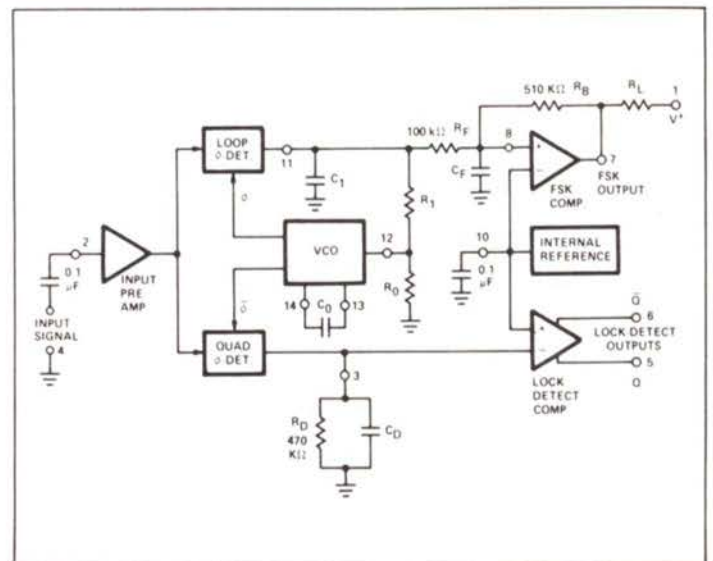 510 KΩ R_B
R_L
1
V⁺
LOOP
φ DET
11
100 kΩ R_F
8
+
−
7
FSK
COMP
FSK
OUTPUT
C_1
C_F
R_1
φ
2
INPUT
PRE
AMP
0 1
μF
INPUT
SIGNAL
4
VCO
12
10
0 1
μF
INTERNAL
REFERENCE
14
C_0
13
R_0
φ̄
QUAD
φ DET
Q̄
6
LOCK DETECT
OUTPUTS
5
Q
+
−
LOCK
DETECT
COMP
3
R_D
470
KΩ
C_D